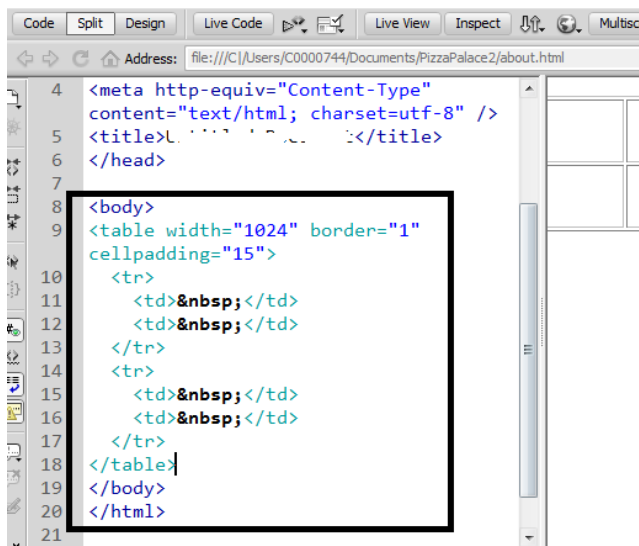 Code Split Design Live Code Live View Inspect
Address: file:///C|/Users/C0000744/Documents/PizzaPalace2/about.html
4 <meta http-equiv="Content-Type"
content="text/html; charset=utf-8" />
5 <title></title>
6 </head>
7
8 <body>
9 <table width="1024" border="1"
cellpadding="15">
10 <tr>
11 <td>&nbsp;</td>
12 <td>&nbsp;</td>
13 </tr>
14 <tr>
15 <td>&nbsp;</td>
16 <td>&nbsp;</td>
17 </tr>
18 </table>
19 </body>
20 </html>
21